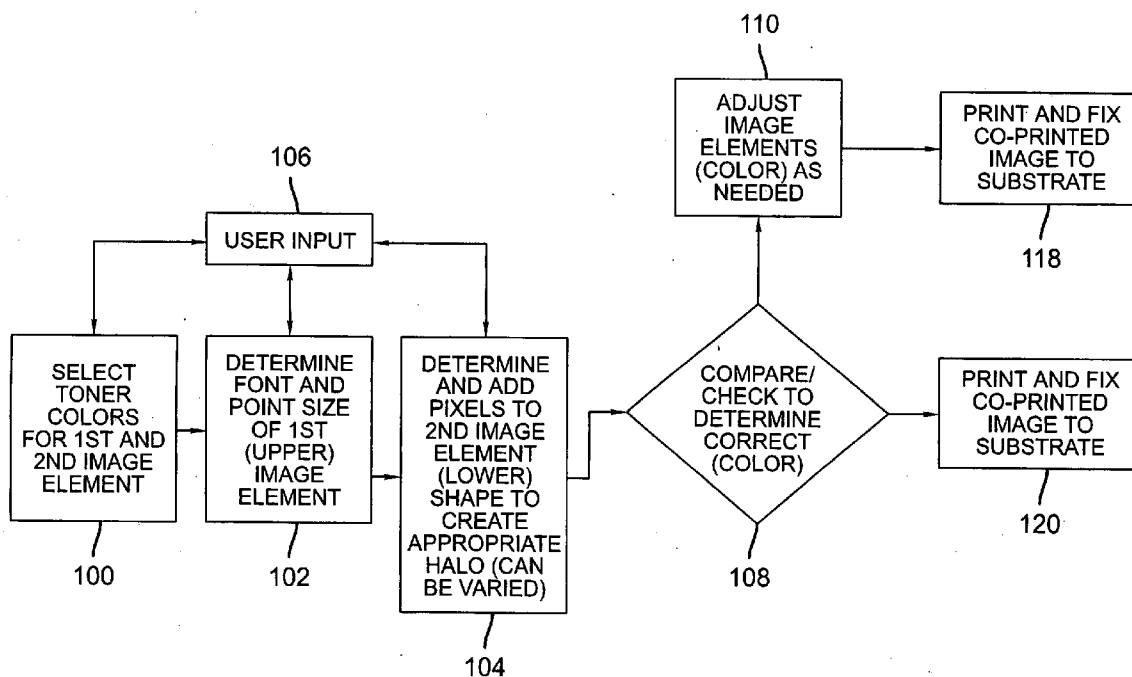 106
USER INPUT
SELECT
TONER
COLORS
FOR 1ST AND
2ND IMAGE
ELEMENT
100
DETERMINE
FONT AND
POINT SIZE
OF 1ST
(UPPER)
IMAGE
ELEMENT
102
DETERMINE
AND ADD
PIXELS TO
2ND IMAGE
ELEMENT
(LOWER)
SHAPE TO
CREATE
APPROPRIATE
HALO (CAN
BE VARIED)
104
COMPARE/
CHECK TO
DETERMINE
CORRECT
(COLOR)
108
110
ADJUST
IMAGE
ELEMENTS
(COLOR) AS
NEEDED
PRINT AND FIX
CO-PRINTED
IMAGE TO
SUBSTRATE
118
PRINT AND FIX
CO-PRINTED
IMAGE TO
SUBSTRATE
120